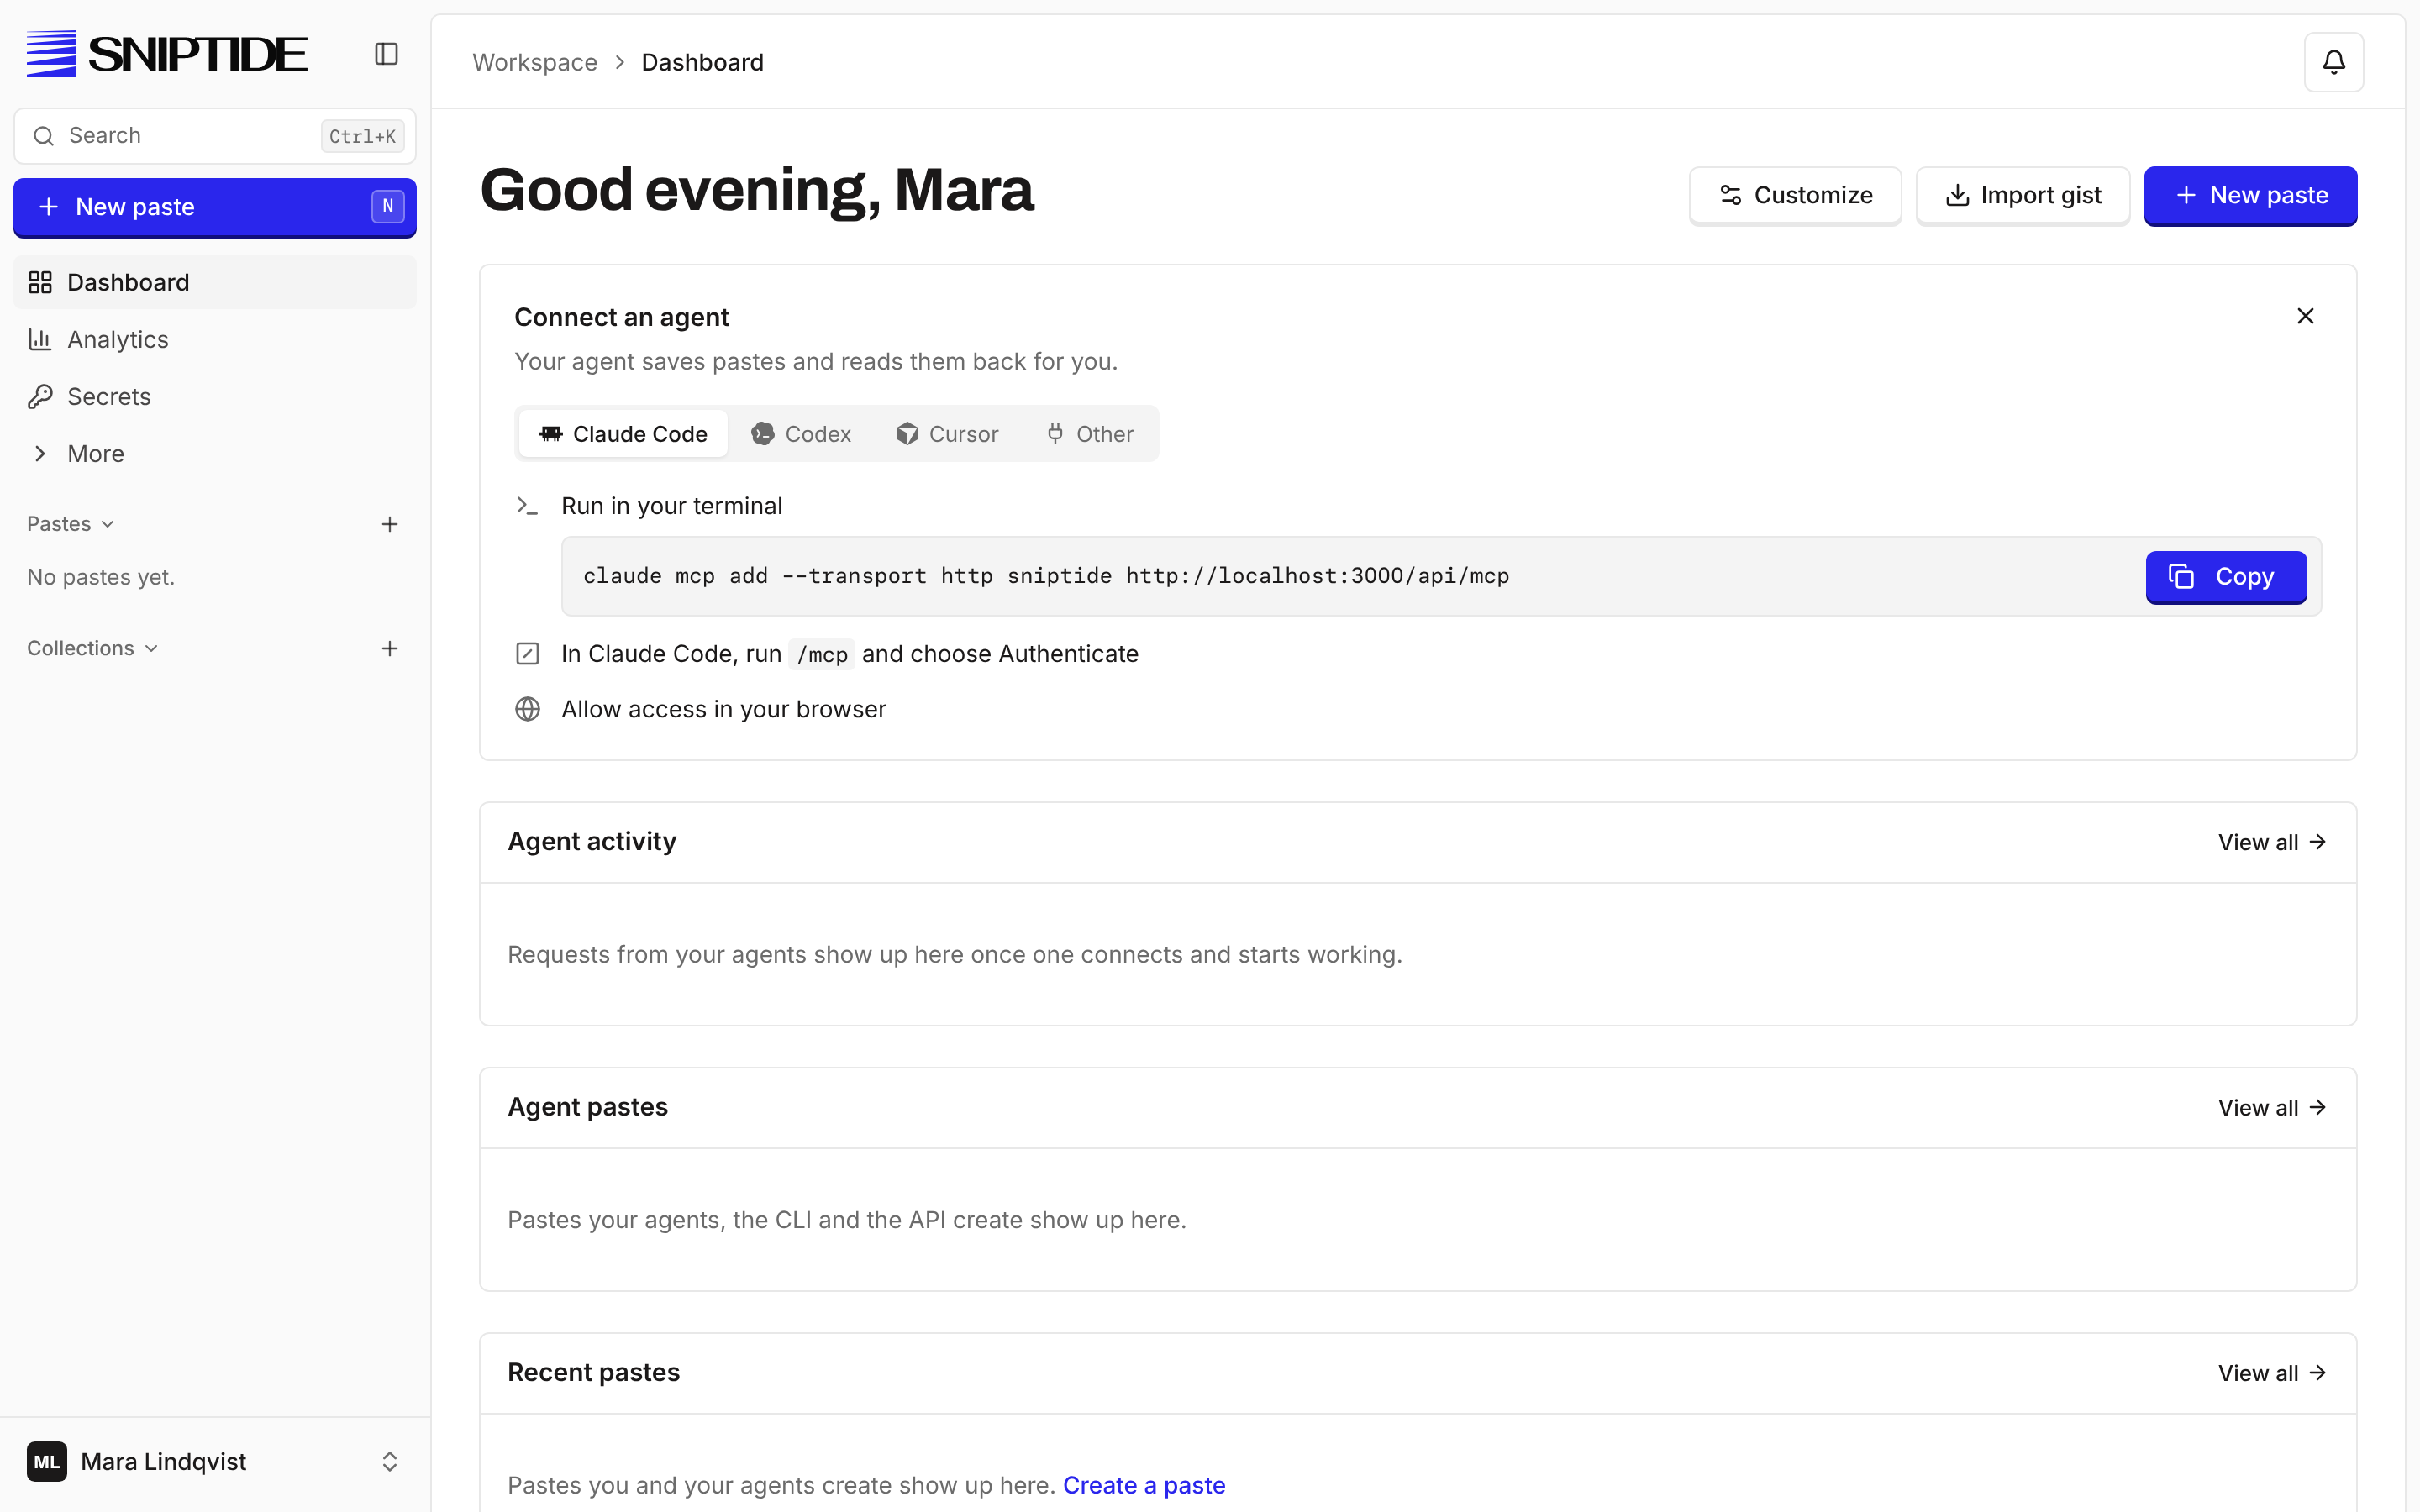 SNIPTIDE
Search Ctrl+K
New paste N
Dashboard
Analytics
Secrets
More
Pastes
No pastes yet.
Collections
ML Mara Lindqvist
Workspace > Dashboard
Good evening, Mara
Customize
Import gist
New paste
Connect an agent
Your agent saves pastes and reads them back for you.
Claude Code Codex Cursor Other
Run in your terminal
claude mcp add --transport http sniptide http://localhost:3000/api/mcp
Copy
In Claude Code, run /mcp and choose Authenticate
Allow access in your browser
Agent activity
View all
Requests from your agents show up here once one connects and starts working.
Agent pastes
View all
Pastes your agents, the CLI and the API create show up here.
Recent pastes
View all
Pastes you and your agents create show up here. Create a paste